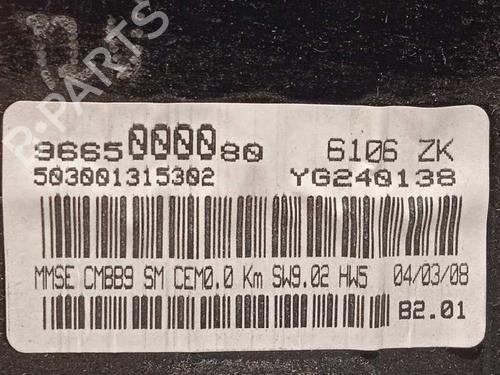 B-PARTS
9665000080 6106 ZK
503001315302 YG240138
MMSE CMBB9 SM CEM0.0 Km SW9.02 HW5 04/03/08
B2.01